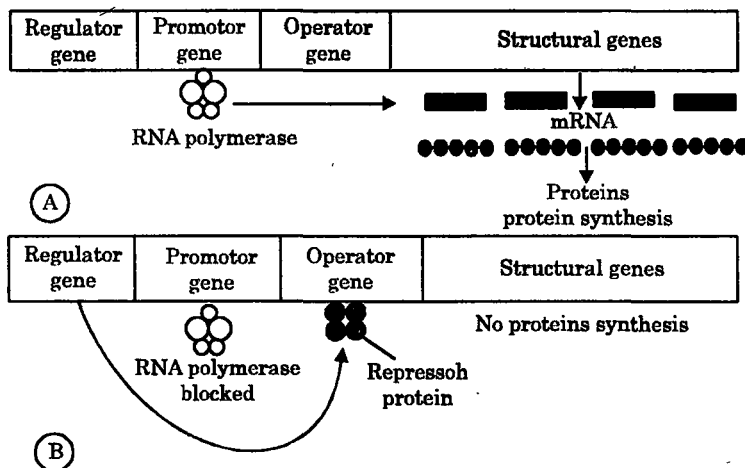 Regulator gene
Promotor gene
Operator gene
Structural genes
RNA polymerase
mRNA
Proteins
protein synthesis
A
Regulator gene
Promotor gene
Operator gene
Structural genes
No proteins synthesis
RNA polymerase
blocked
Repressoh
protein
B